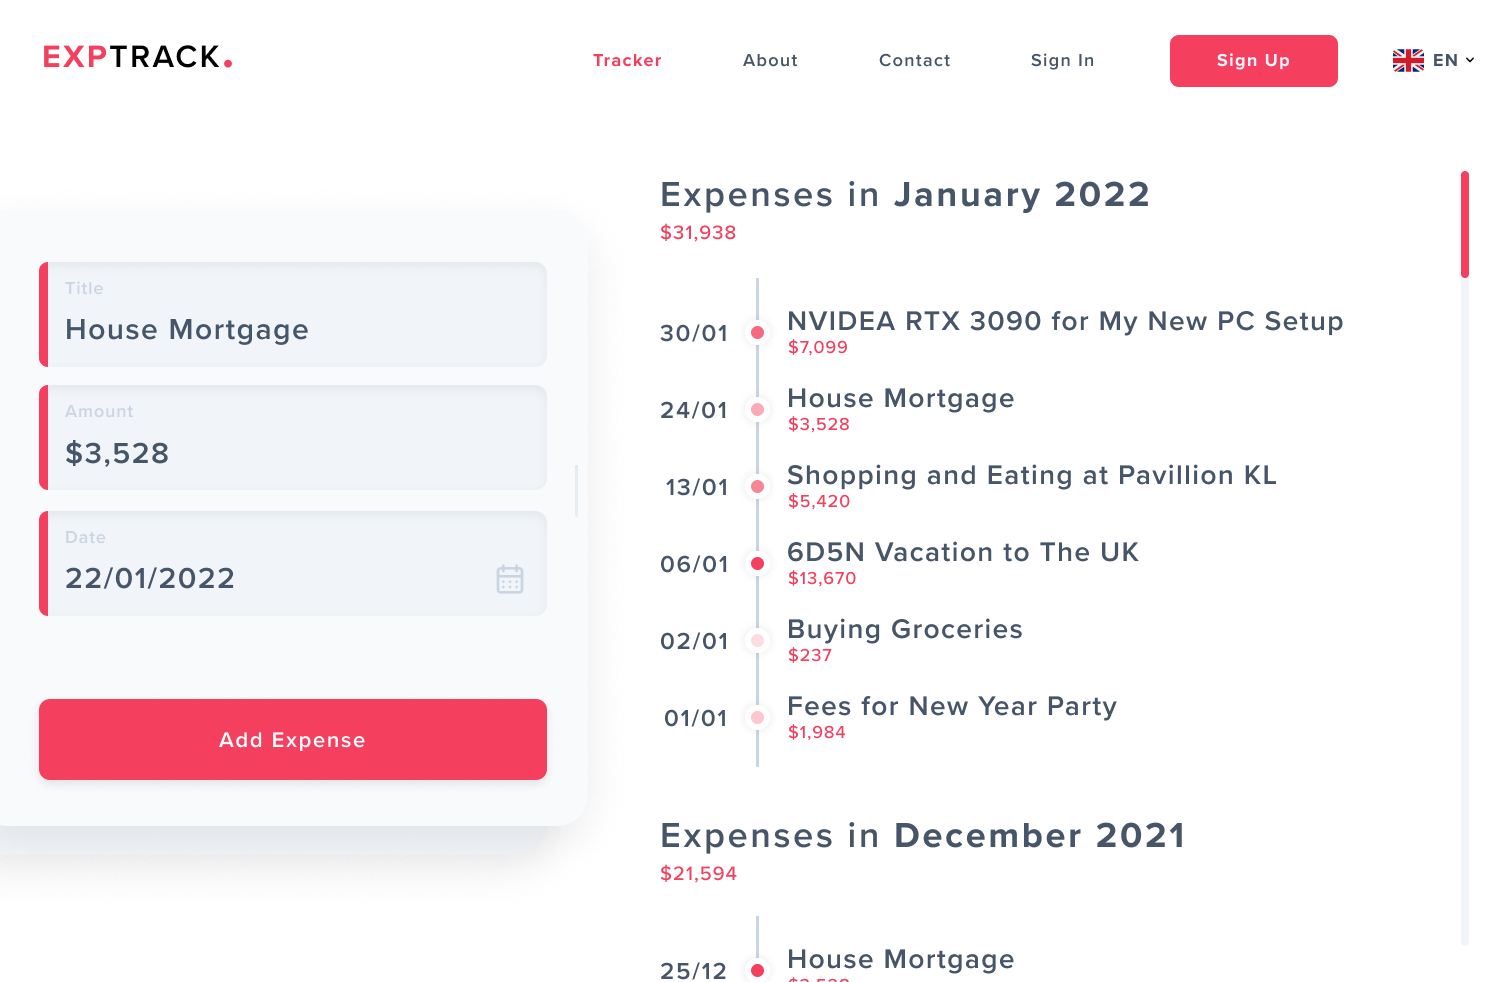 EXPTRACK.
Tracker
About
Contact
Sign In
Sign Up
EN
Title
House Mortgage
Amount
$3,528
Date
22/01/2022
Add Expense
Expenses in January 2022
$31,938
30/01
NVIDEA RTX 3090 for My New PC Setup
$7,099
24/01
House Mortgage
$3,528
13/01
Shopping and Eating at Pavillion KL
$5,420
06/01
6D5N Vacation to The UK
$13,670
02/01
Buying Groceries
$237
01/01
Fees for New Year Party
$1,984
Expenses in December 2021
$21,594
25/12
House Mortgage